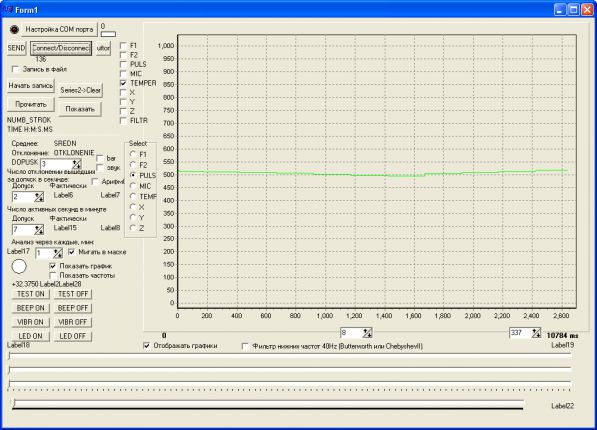 Form1
Настройка COM порта
0
SEND
Connect/Disconnec
uttor
136
Запись в файл
Начать запись
Series2->Clear
Прочитать
Показать
NUMB_STROK
TIME H:M:S.MS
F1
F2
PULS
MIC
TEMPER
X
Y
Z
FILTR
Среднее: SREDN
Отклонение: OTKLONENIE
DOPUSK 3
bar
звук
Число отклонении вышедших
за допуск в секунде:
Арифм
Допуск Фактически
2 Label6 Label7
Число активных секунд в минуте
Допуск Фактически
7 Label15 Label8
Анализ через каждые, мин:
Label17 1 Мигать в маске
Показать график
Показать частоты
+32.3750 Label2Label28
TEST ON TEST OFF
BEEP ON BEEP OFF
VIBR ON VIBR OFF
LED ON LED OFF
Select
F1
F2
PULS
MIC
TEMF
X
Y
Z
1,000
950
900
850
800
750
700
650
600
550
500
450
400
350
300
250
200
150
100
50
0
0 200 400 600 800 1,000 1,200 1,400 1,600 1,800 2,000 2,200 2,400 2,600
0 8 337 10784 ms
Label18
Отображать графики
Фильтр нижних частот 40Hz (Butterworth или ChebyshevII)
Label19
Label22